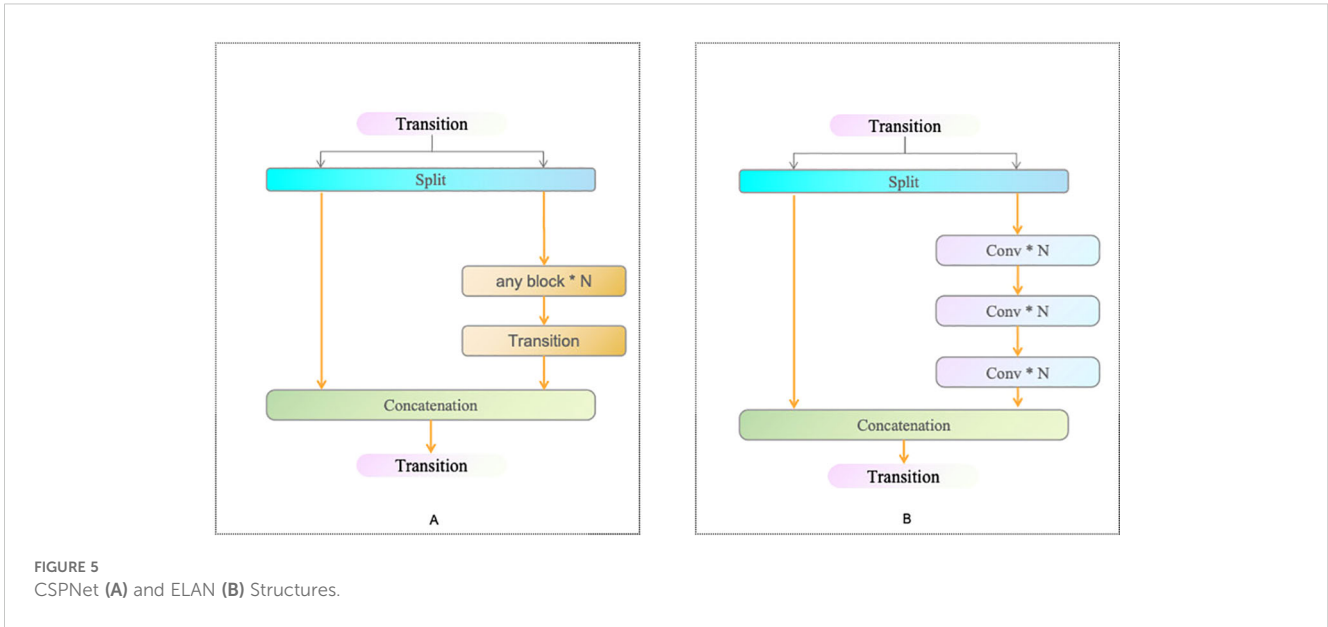 Transition
Split
any block * N
Transition
Concatenation
Transition
A
Transition
Split
Conv * N
Conv * N
Conv * N
Concatenation
Transition
B
FIGURE 5
CSPNet (A) and ELAN (B) Structures.